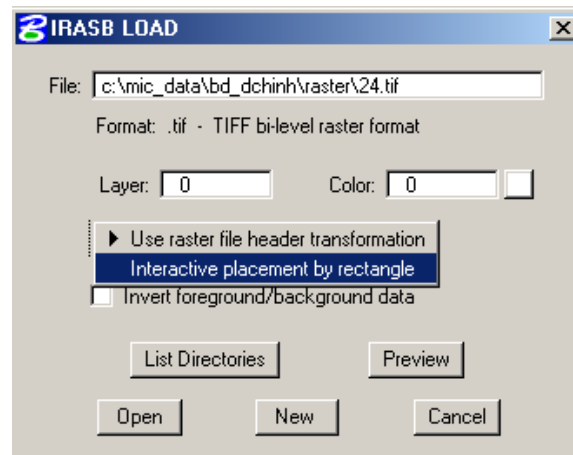 IRASB LOAD
File: c:\mic_data\bd_dchinh\raster\24.tif
Format: .tif - TIFF bi-level raster format
Layer: 0 Color: 0
Use raster file header transformation
Interactive placement by rectangle
Invert foreground/background data
List Directories Preview
Open New Cancel